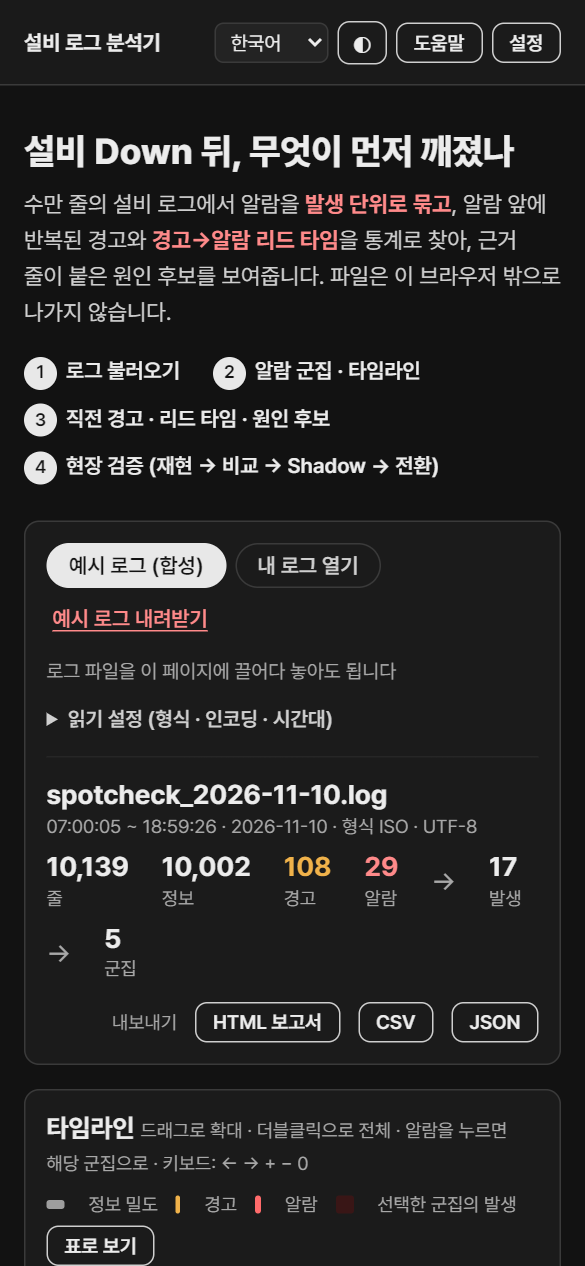 설비 로그 분석기 한국어 도움말 설정
설비 Down 뒤, 무엇이 먼저 깨졌나
수만 줄의 설비 로그에서 알람을 발생 단위로 묶고, 알람 앞에
반복된 경고와 경고→알람 리드 타임을 통계로 찾아, 근거
줄이 붙은 원인 후보를 보여줍니다. 파일은 이 브라우저 밖으로
나가지 않습니다.
1 로그 불러오기 2 알람 군집 · 타임라인
3 직전 경고 · 리드 타임 · 원인 후보
4 현장 검증 (재현 → 비교 → Shadow → 전환)
예시 로그 (합성) 내 로그 열기
예시 로그 내려받기
로그 파일을 이 페이지에 끌어다 놓아도 됩니다
▶ 읽기 설정 (형식 · 인코딩 · 시간대)
spotcheck_2026-11-10.log
07:00:05 ~ 18:59:26 · 2026-11-10 · 형식 ISO · UTF-8
10,139 10,002 108 29 → 17
줄 정보 경고 알람 발생
→ 5
군집
내보내기 HTML 보고서 CSV JSON
타임라인 드래그로 확대 · 더블클릭으로 전체 · 알람을 누르면
해당 군집으로 · 키보드: ← → + − 0
정보 밀도 경고 알람 선택한 군집의 발생
표로 보기